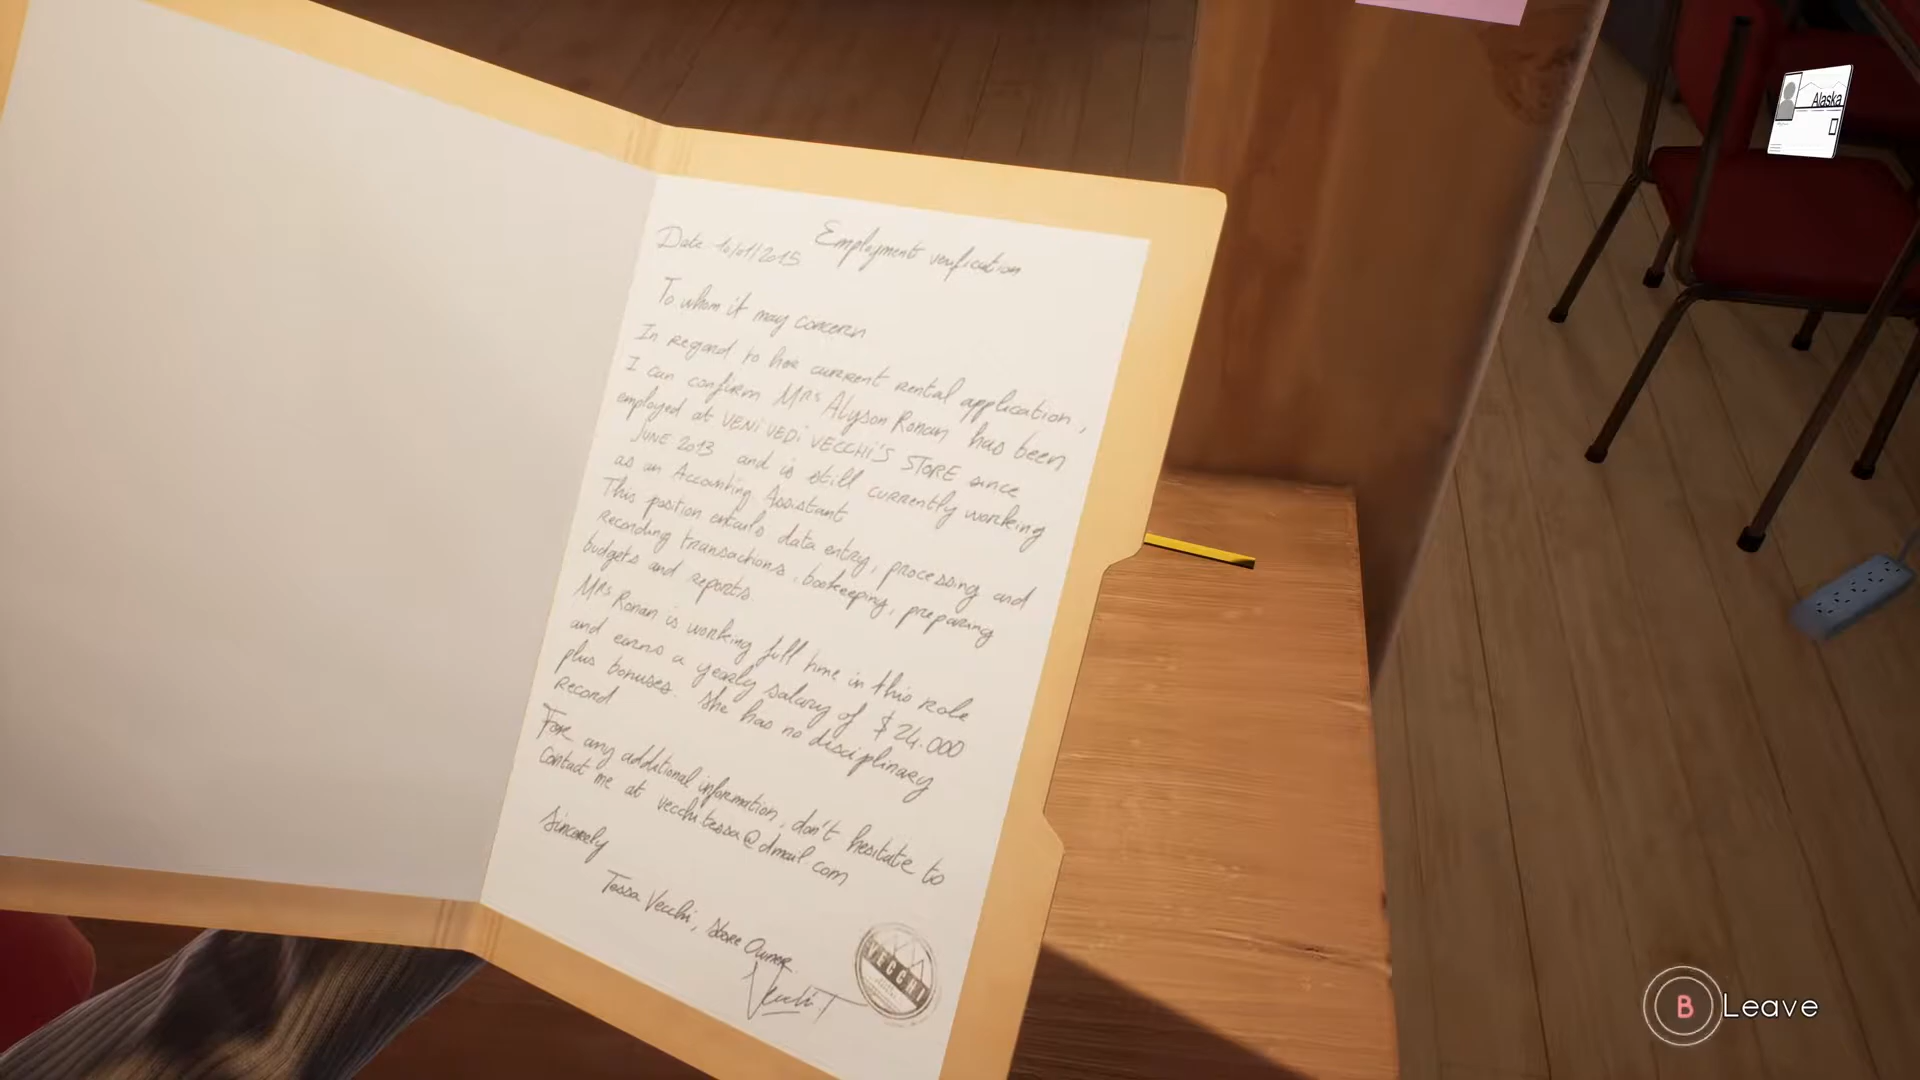 Alaska
Employment verification
Date 10/01/2015
To whom it may concern
In regard to her current rental application,
I can confirm Mrs Alyson Ronan has been
employed at VENI VEDI VECCHI'S STORE since
JUNE 2013 and is still currently working
as an Accounting Assistant
This position entails data entry, processing and
recording transactions, bookeeping, preparing
budgets and reports.
Mrs Ronan is working full time in this role
and earns a yearly salary of $ 24.000
plus bonuses. She has no disciplinary
record
For any additional information, don't hesitate to
contact me at vecchi.tessa@dmail.com
Sincerely
Tessa Vecchi, Store Owner
VECCHI
B Leave